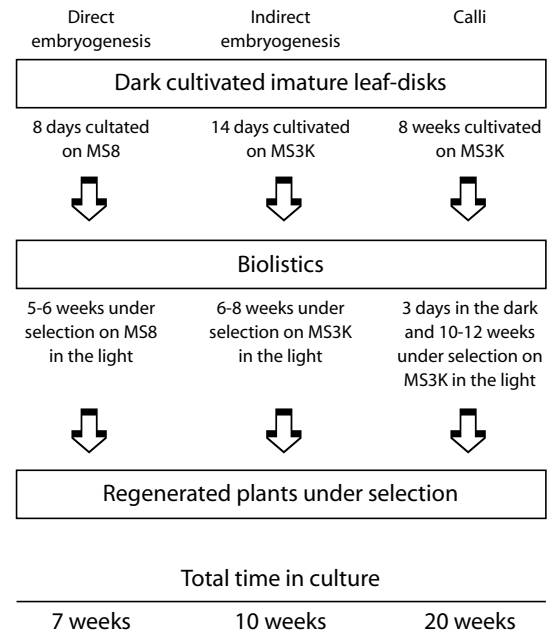 Direct embryogenesis
Indirect embryogenesis
Calli
Dark cultivated imature leaf-disks
8 days cultated
on MS8
14 days cultivated
on MS3K
8 weeks cultivated
on MS3K
Biolistics
5-6 weeks under
selection on MS8
in the light
6-8 weeks under
selection on MS3K
in the light
3 days in the dark
and 10-12 weeks
under selection on
MS3K in the light
Regenerated plants under selection
Total time in culture
7 weeks
10 weeks
20 weeks